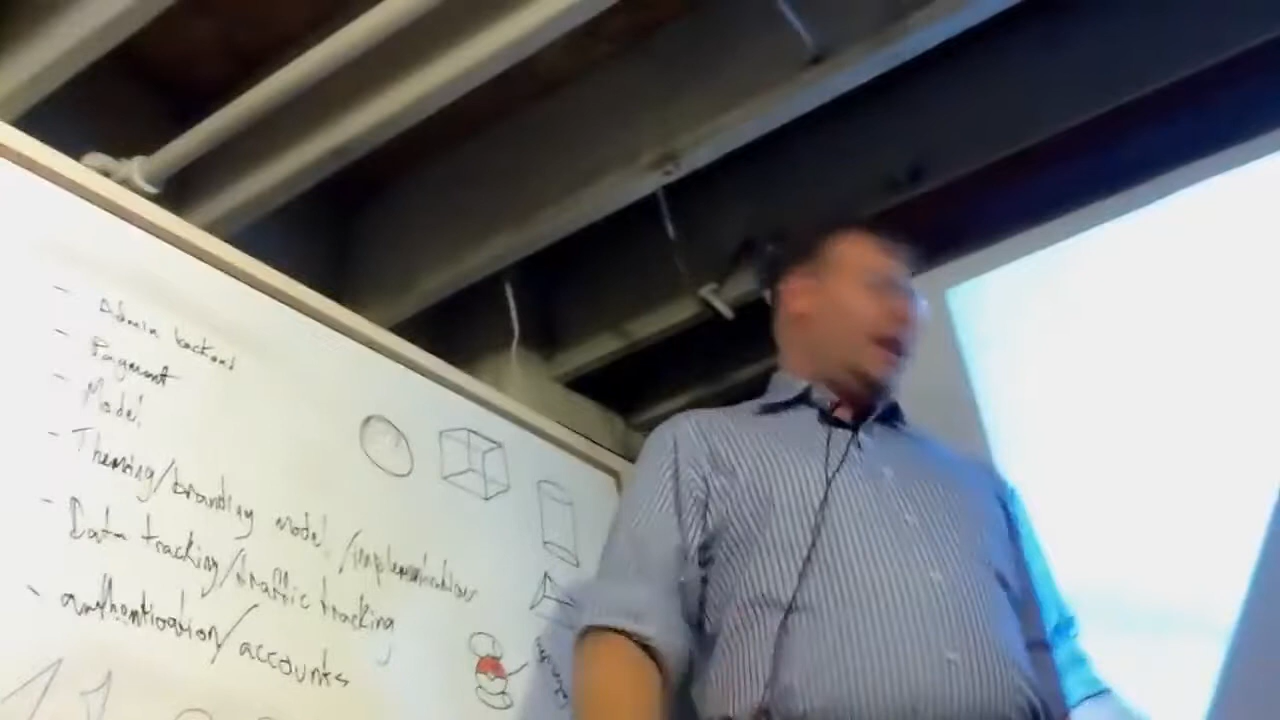 - Admin backend
- Payment
- Model
- Theming/branding model/implementation
- Data tracking/traffic tracking
- authentication/accounts